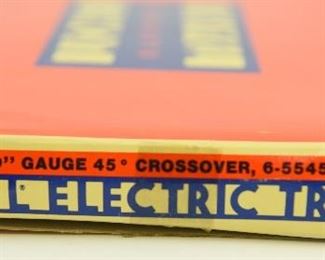 " GAUGE 45° CROSSOVER, 6-5545
L ELECTRIC TR